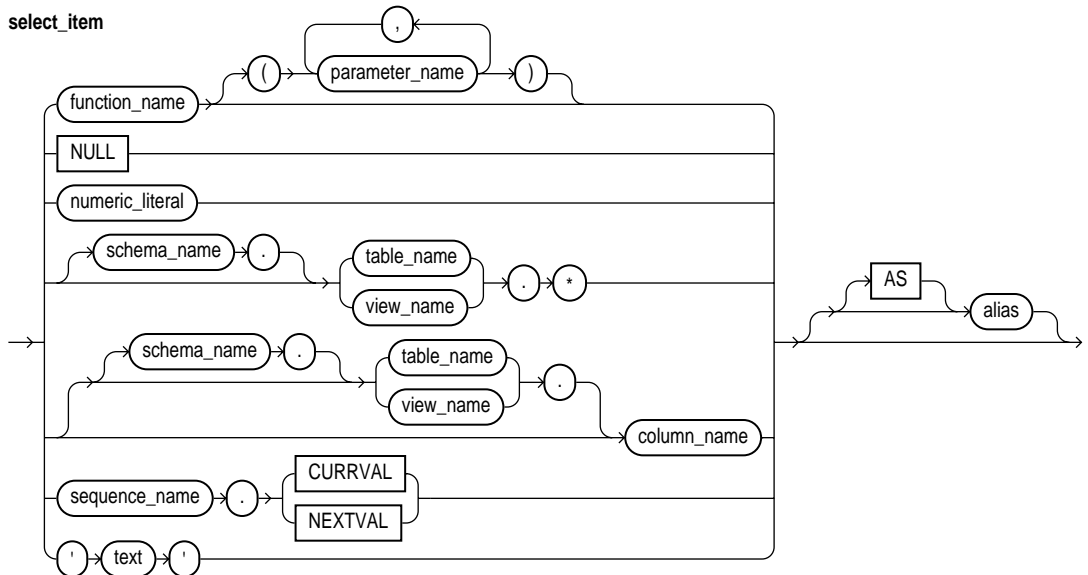 select_item
,
( parameter_name )
function_name
NULL
numeric_literal
schema_name . table_name . *
view_name
AS
alias
schema_name . table_name .
view_name
column_name
sequence_name . CURRVAL
NEXTVAL
' text '